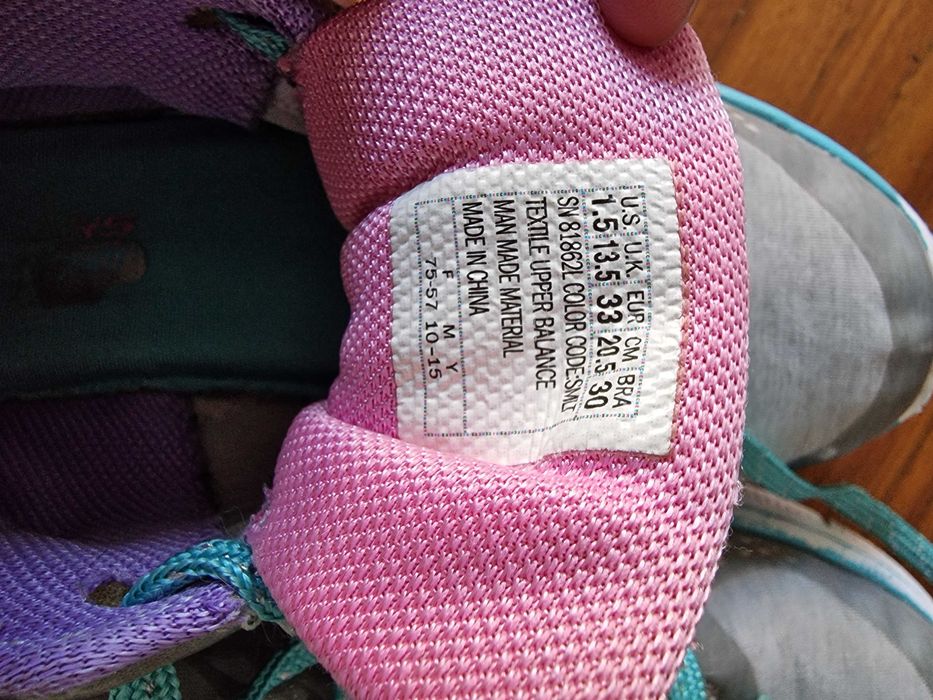 U.S. U.K. EUR CM BRA
1.5 13.5 33 20.5 30
SN 81862L COLOR CODE-SMLT
TEXTILE UPPER BALANCE
MAN MADE MATERIAL
MADE IN CHINA
F M Y
75-57 10-15